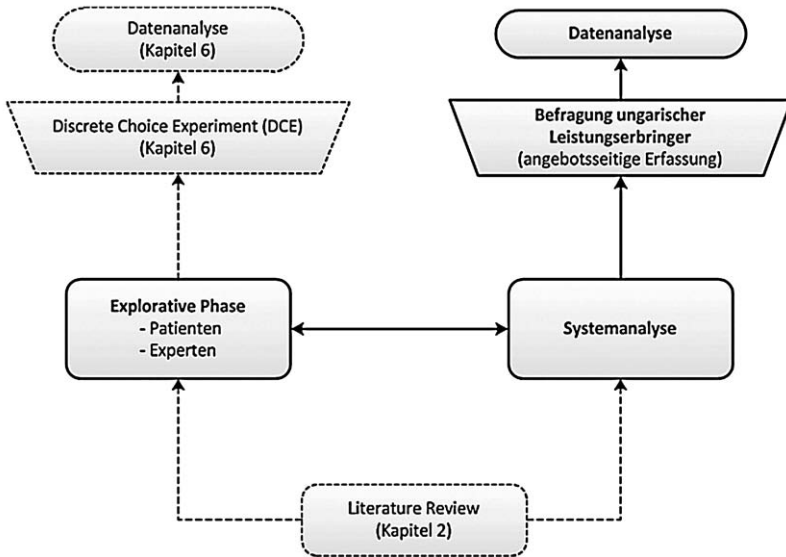 Datenanalyse
(Kapitel 6)
Datenanalyse
Discrete Choice Experiment (DCE)
(Kapitel 6)
Befragung ungarischer
Leistungserbringer
(angebotsseitige Erfassung)
Explorative Phase
- Patienten
- Experten
Systemanalyse
Literature Review
(Kapitel 2)